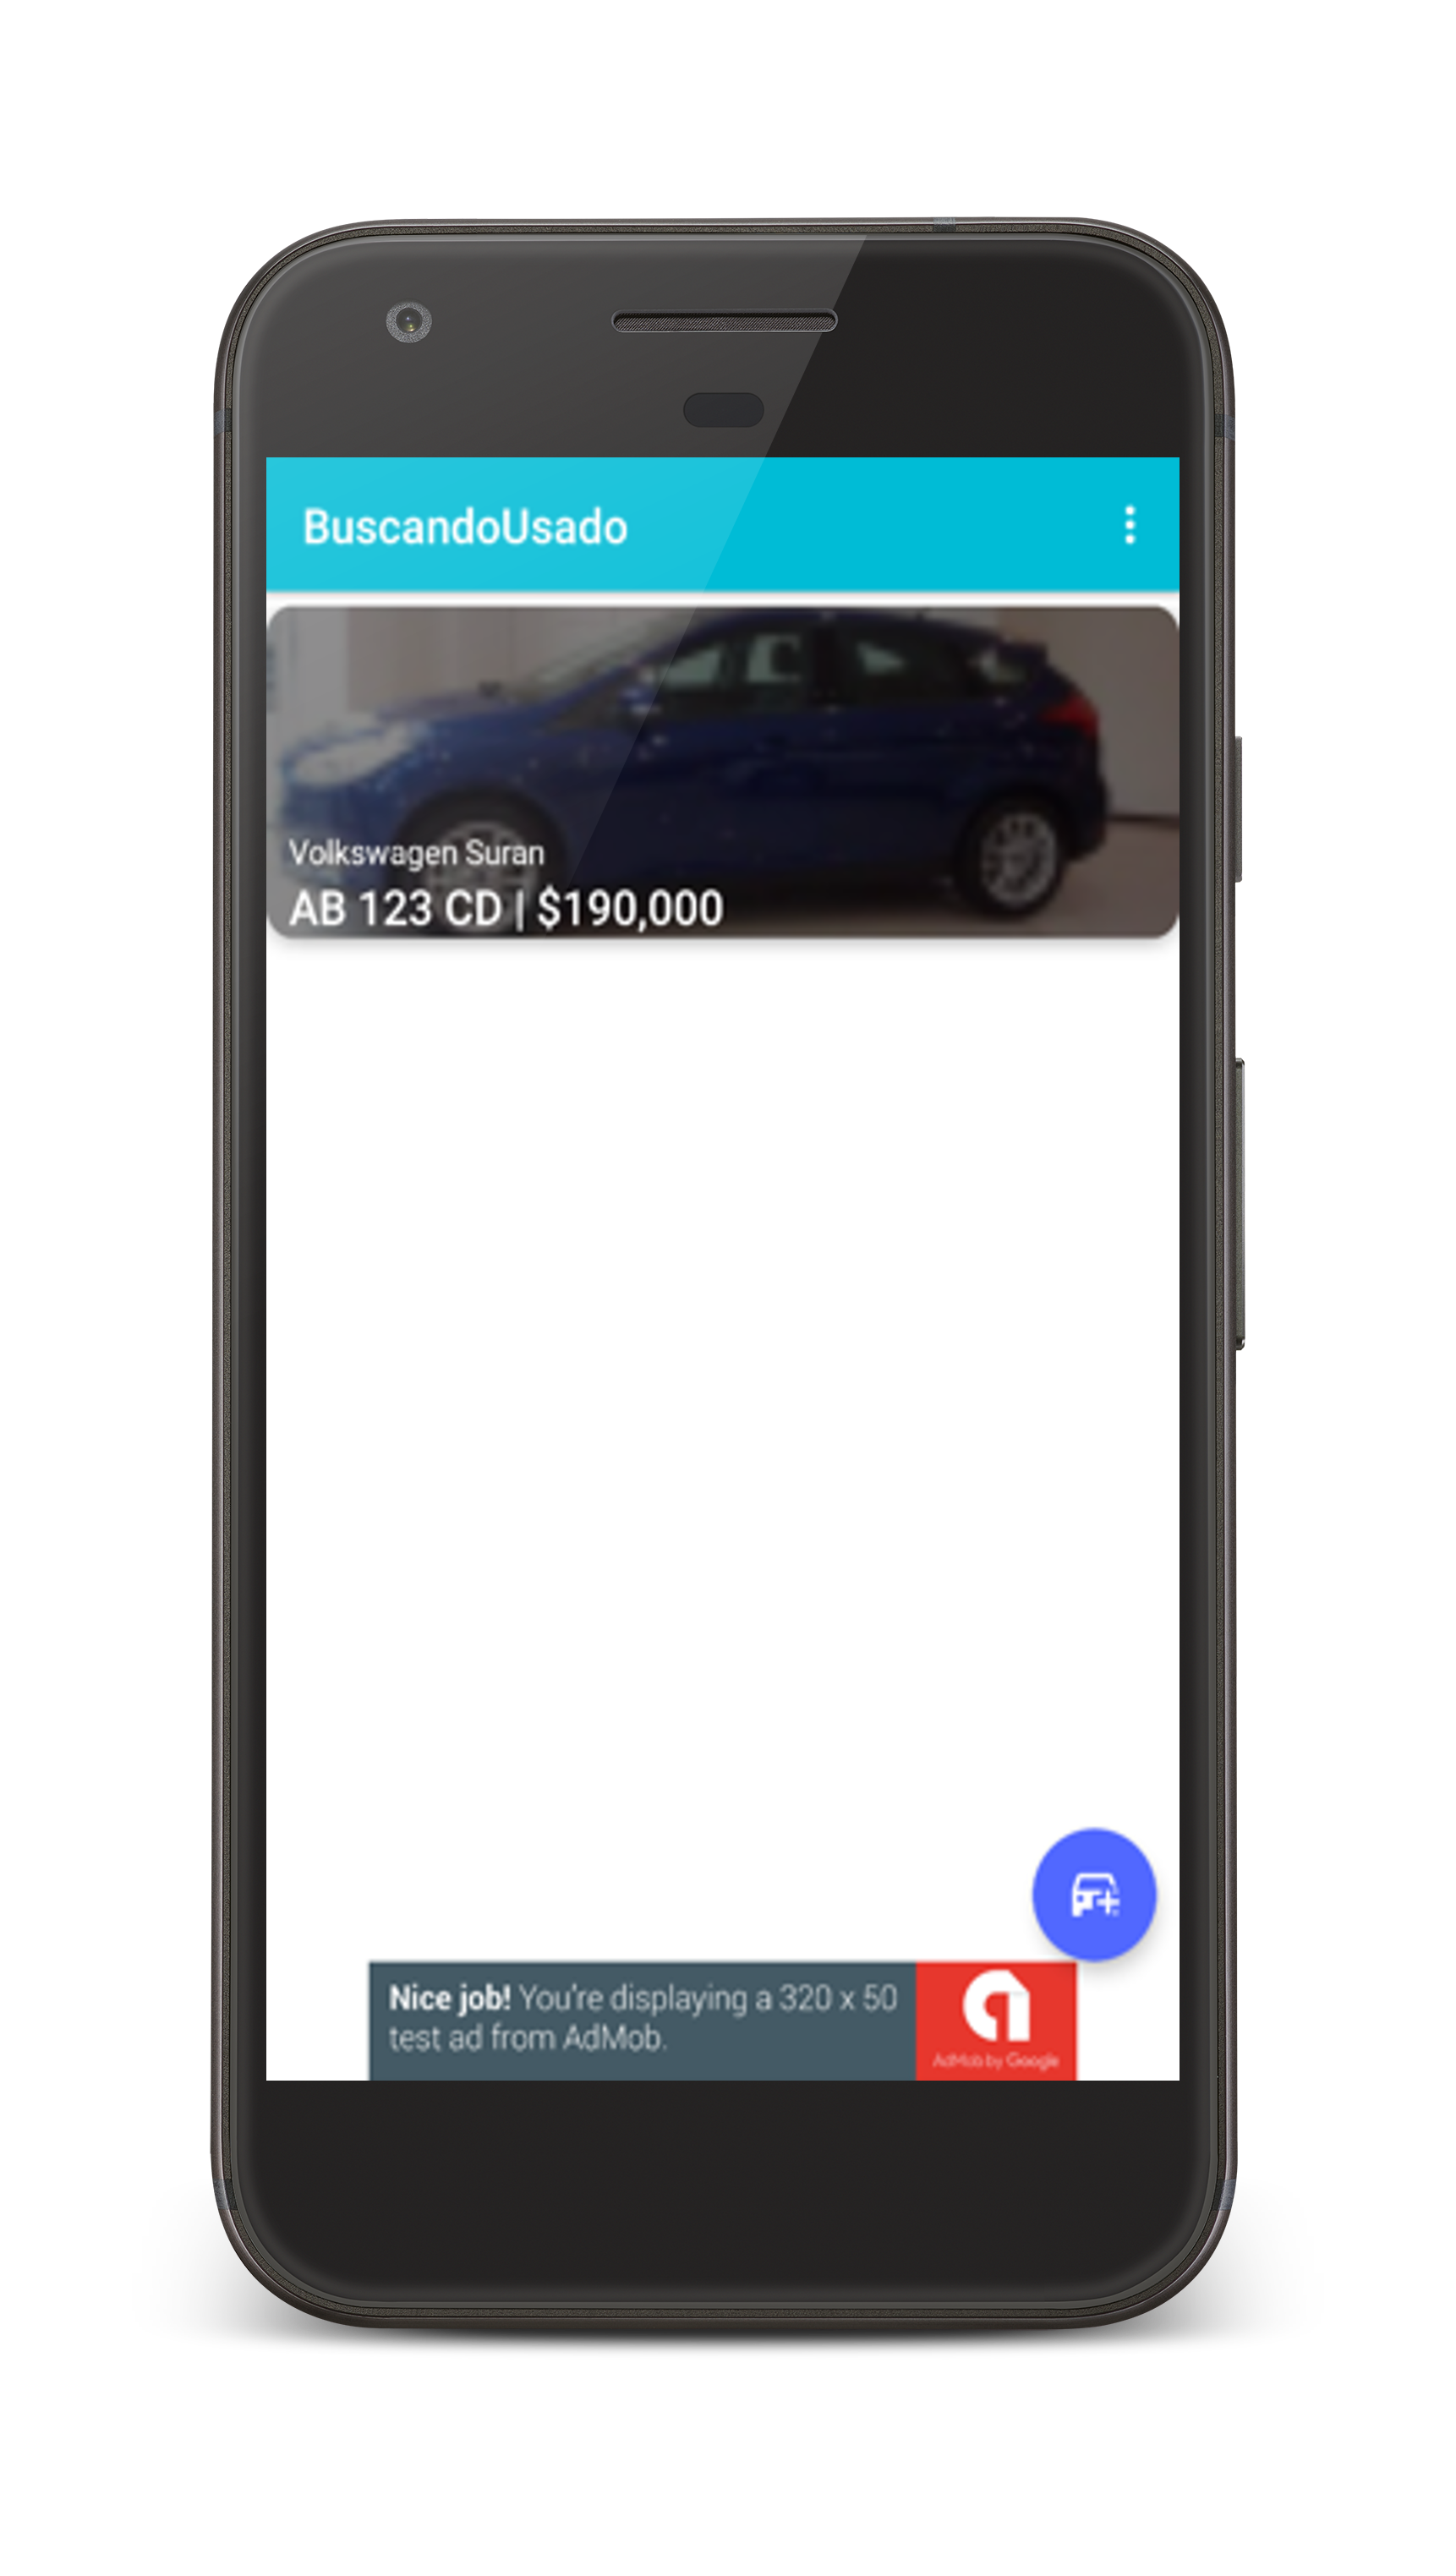 BuscandoUsado
Volkswagen Suran
AB 123 CD | $190,000
Nice job! You're displaying a 320 x 50
test ad from AdMob.
AdMob by Google